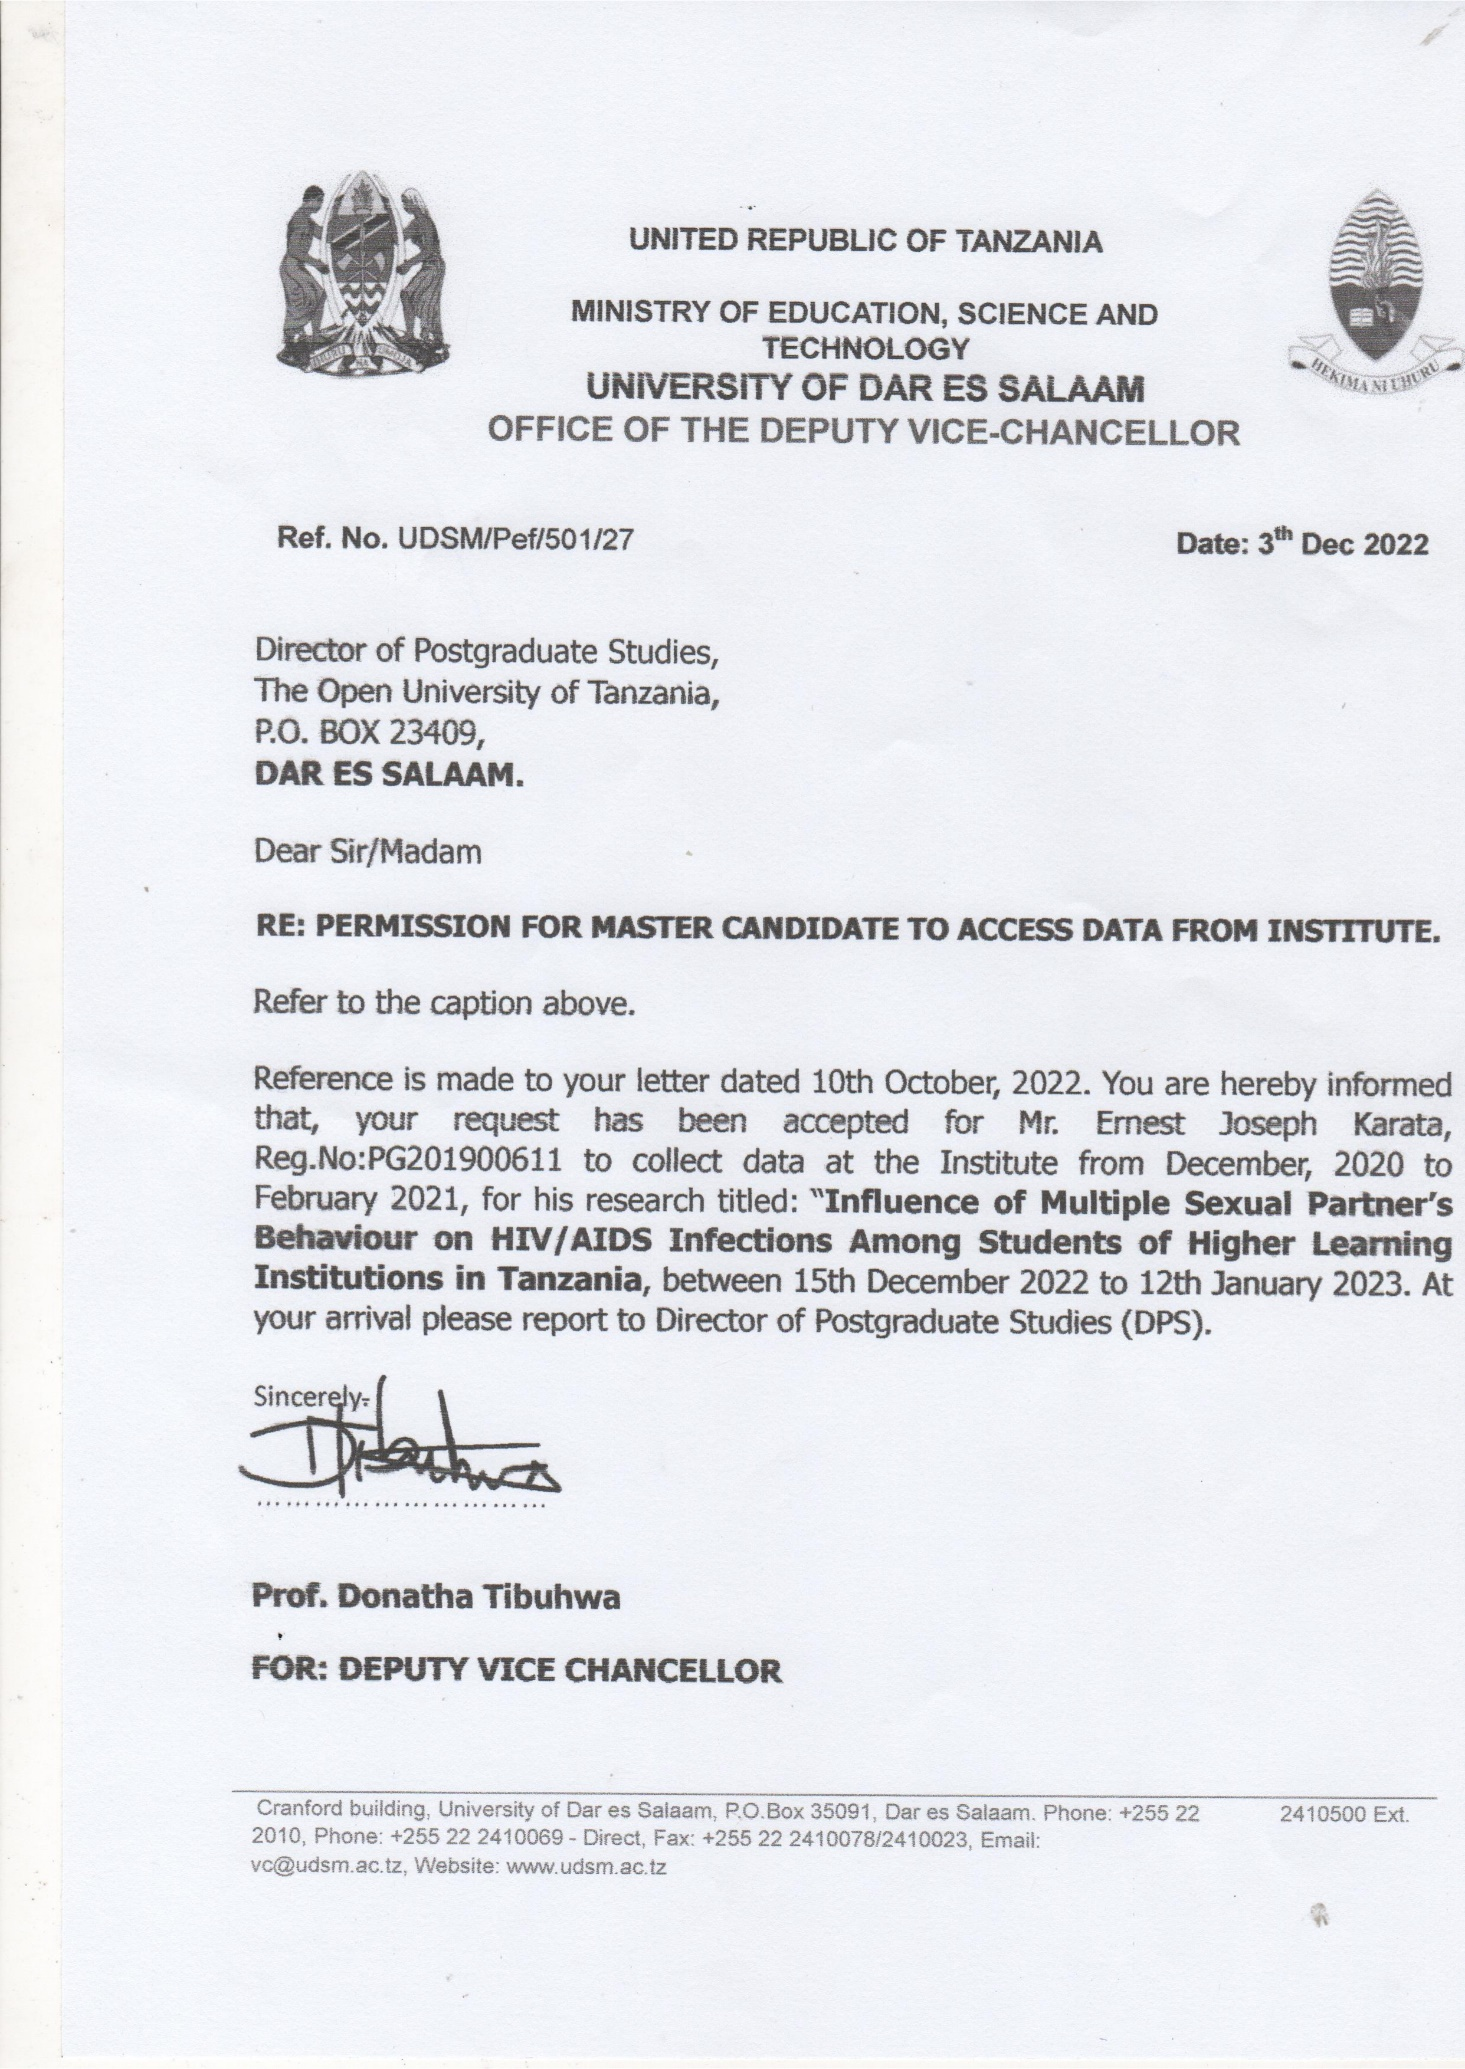 UNITED REPUBLIC OF TANZANIA
MINISTRY OF EDUCATION, SCIENCE AND
TECHNOLOGY
UNIVERSITY OF DAR ES SALAAM
OFFICE OF THE DEPUTY VICE-CHANCELLOR
UHURU NA UMOJA
HEKIMA NI UHURU
Ref. No. UDSM/Pef/501/27 Date: 3th Dec 2022
Director of Postgraduate Studies,
The Open University of Tanzania,
P.O. BOX 23409,
DAR ES SALAAM.
Dear Sir/Madam
RE: PERMISSION FOR MASTER CANDIDATE TO ACCESS DATA FROM INSTITUTE.
Refer to the caption above.
Reference is made to your letter dated 10th October, 2022. You are hereby informed
that, your request has been accepted for Mr. Ernest Joseph Karata,
Reg.No:PG201900611 to collect data at the Institute from December, 2020 to
February 2021, for his research titled: “Influence of Multiple Sexual Partner’s
Behaviour on HIV/AIDS Infections Among Students of Higher Learning
Institutions in Tanzania, between 15th December 2022 to 12th January 2023. At
your arrival please report to Director of Postgraduate Studies (DPS).
Sincerely-
..............................
Prof. Donatha Tibuhwa
FOR: DEPUTY VICE CHANCELLOR
Cranford building, University of Dar es Salaam, P.O.Box 35091, Dar es Salaam. Phone: +255 22 2410500 Ext.
2010, Phone: +255 22 2410069 - Direct, Fax: +255 22 2410078/2410023, Email:
vc@udsm.ac.tz, Website: www.udsm.ac.tz